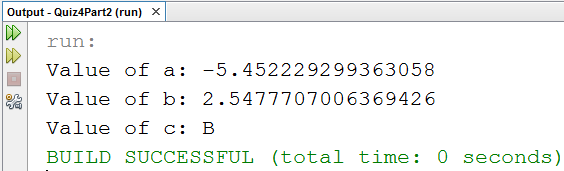 Output - Quiz4Part2 (run) ×
run:
Value of a: -5.452229299363058
Value of b: 2.5477707006369426
Value of c: B
BUILD SUCCESSFUL (total time: 0 seconds)